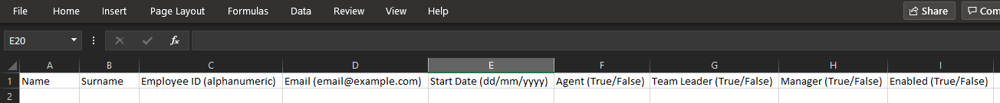 File Home Insert Page Layout Formulas Data Review View Help Share Com
E20 fx
A B C D E F G H I
1 Name Surname Employee ID (alphanumeric) Email (email@example.com) Start Date (dd/mm/yyyy) Agent (True/False) Team Leader (True/False) Manager (True/False) Enabled (True/False)
2